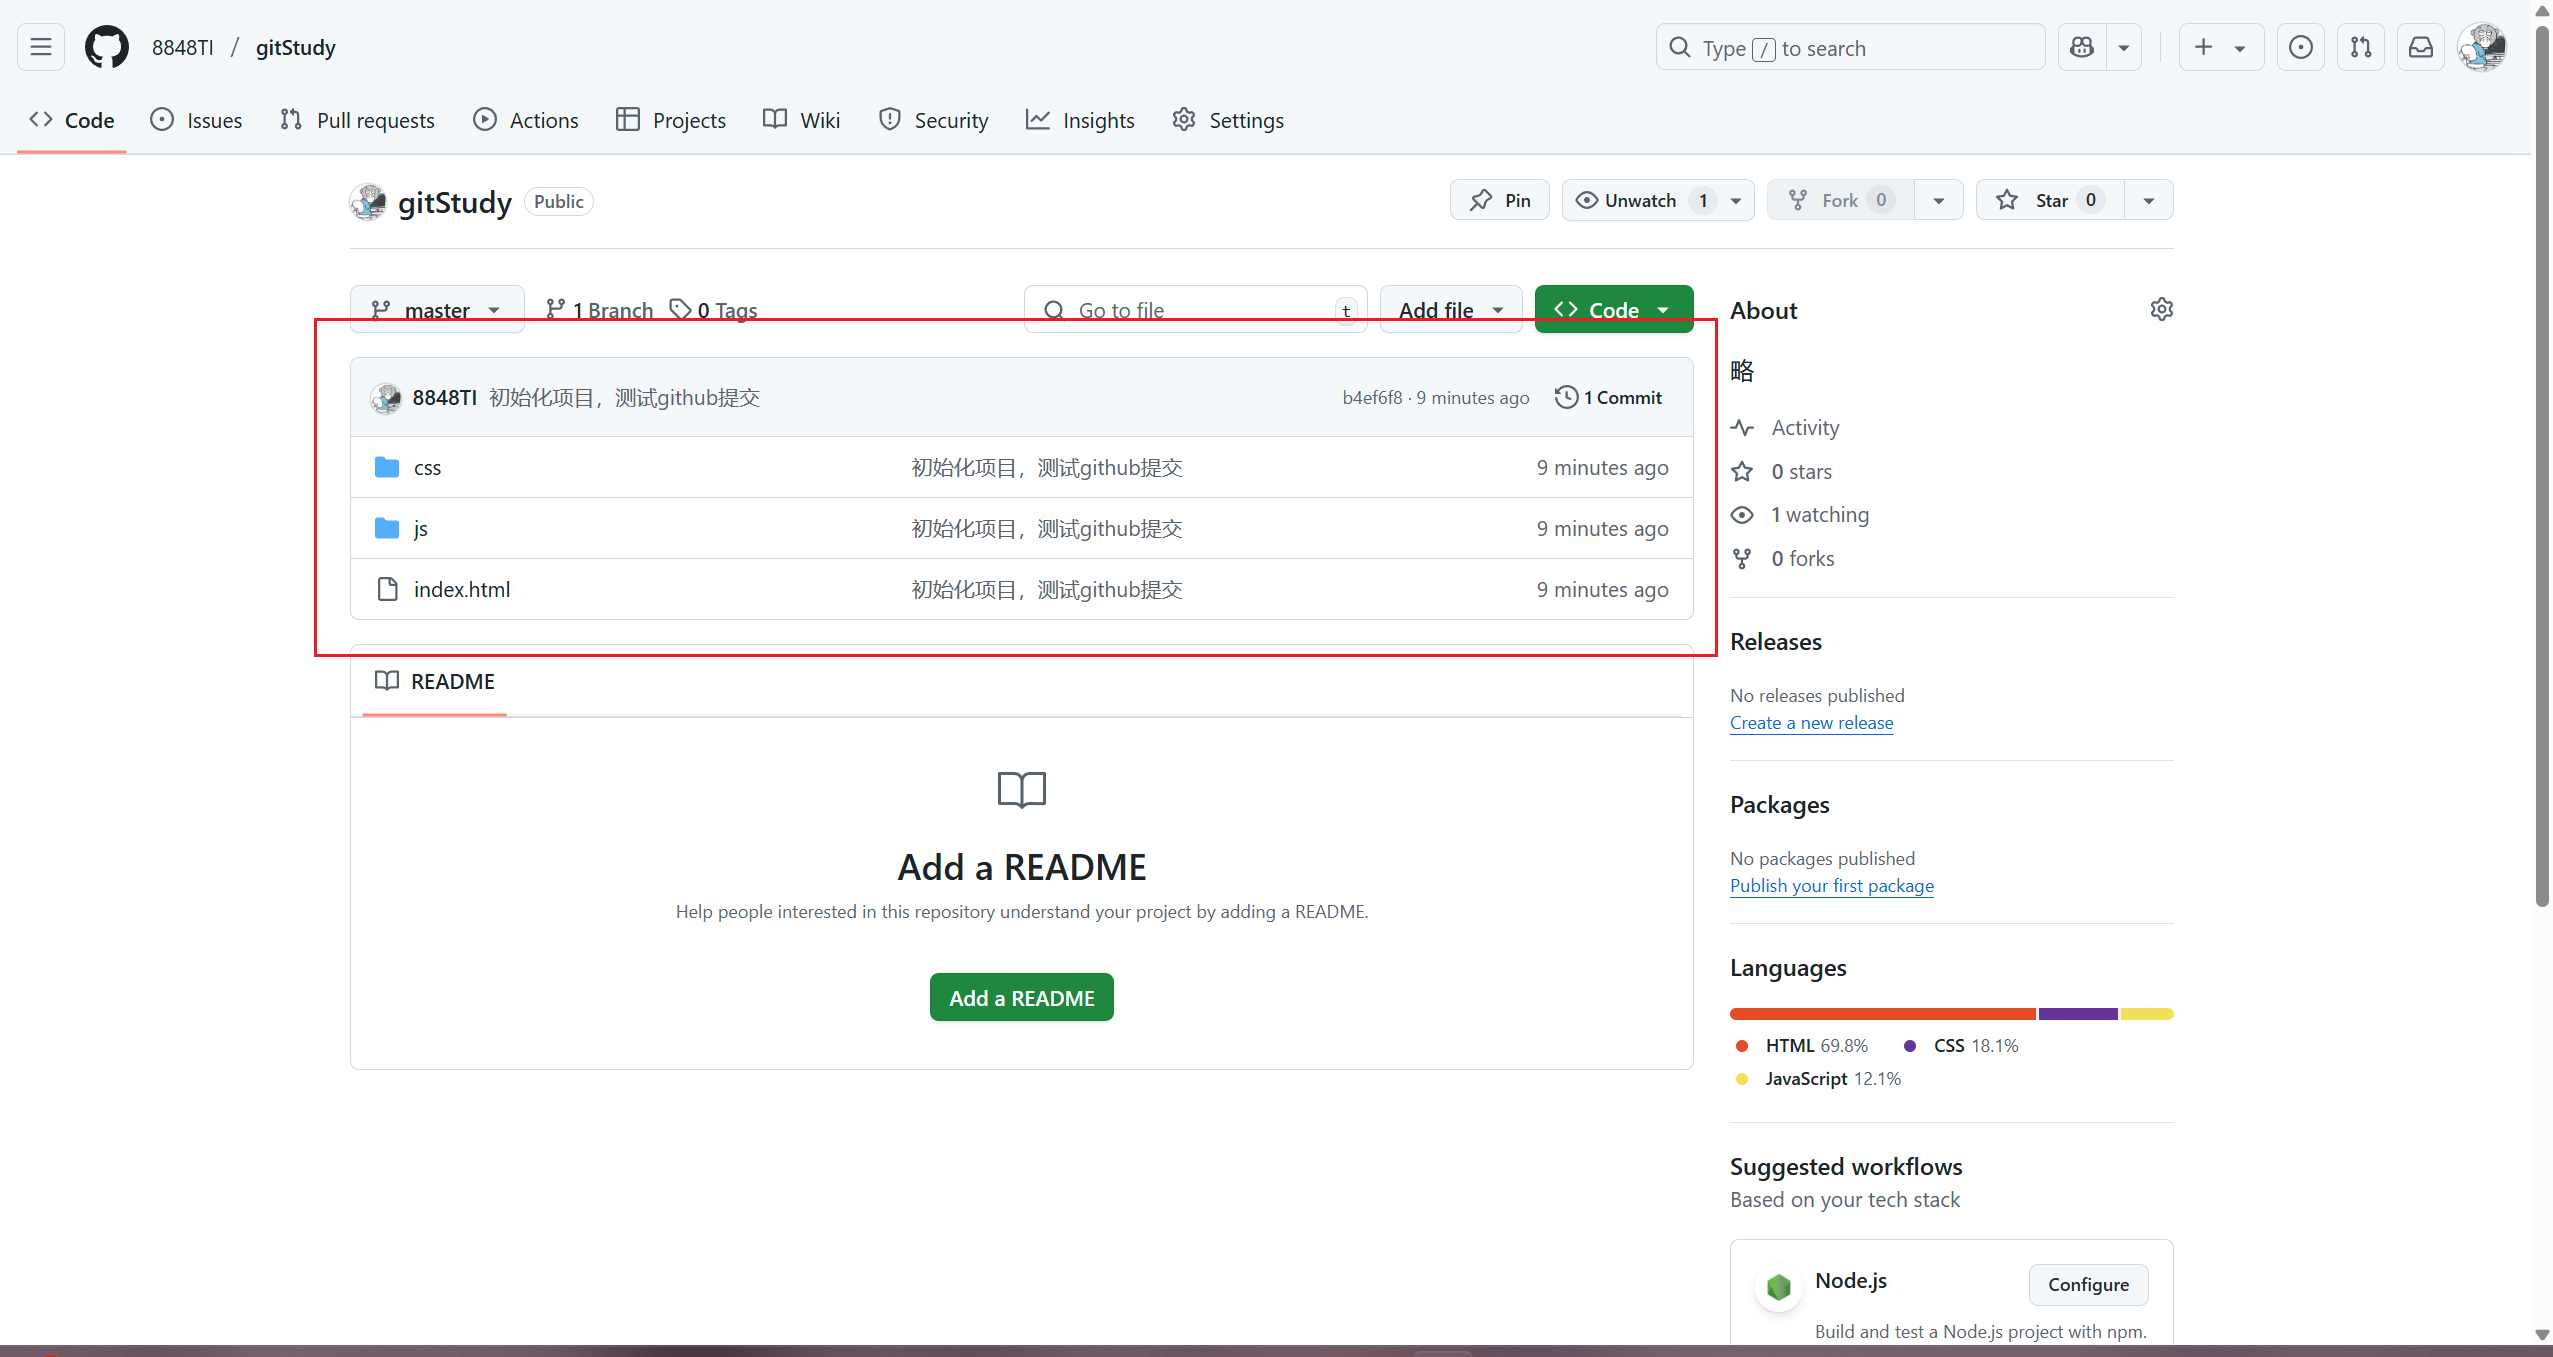 8848TI / gitStudy
Type / to search
Code Issues Pull requests Actions Projects Wiki Security Insights Settings
gitStudy Public
Pin Unwatch 1 Fork 0 Star 0
master 1 Branch 0 Tags Go to file t Add file Code
8848TI 初始化项目，测试github提交 b4ef6f8 · 9 minutes ago 1 Commit
css 初始化项目，测试github提交 9 minutes ago
js 初始化项目，测试github提交 9 minutes ago
index.html 初始化项目，测试github提交 9 minutes ago
README
Add a README
Help people interested in this repository understand your project by adding a README.
Add a README
About
略
Activity
0 stars
1 watching
0 forks
Releases
No releases published
Create a new release
Packages
No packages published
Publish your first package
Languages
HTML 69.8% CSS 18.1%
JavaScript 12.1%
Suggested workflows
Based on your tech stack
Node.js Configure
Build and test a Node.js project with npm.